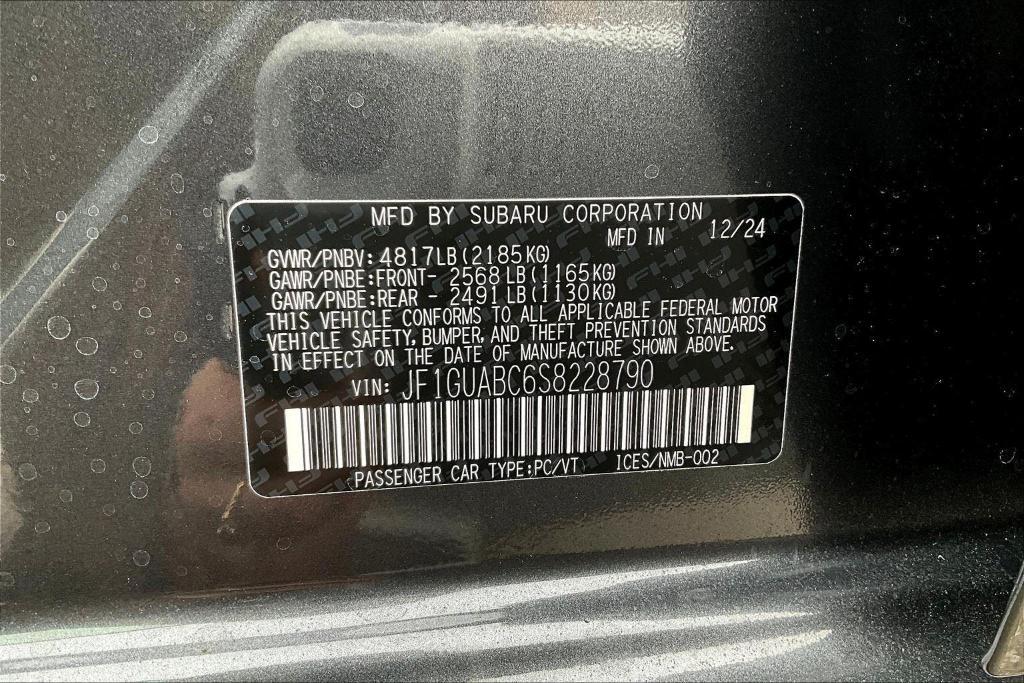 MFD BY SUBARU CORPORATION
MFD IN 12/24
GVWR/PNBV: 4817LB(2185KG)
GAWR/PNBE:FRONT- 2568LB(1165KG)
GAWR/PNBE:REAR - 2491LB(1130KG)
THIS VEHICLE CONFORMS TO ALL APPLICABLE FEDERAL MOTOR
VEHICLE SAFETY, BUMPER, AND THEFT PREVENTION STANDARDS
IN EFFECT ON THE DATE OF MANUFACTURE SHOWN ABOVE.
VIN: JF1GUABC6S8228790
PASSENGER CAR TYPE:PC/VT ICES/NMB-002